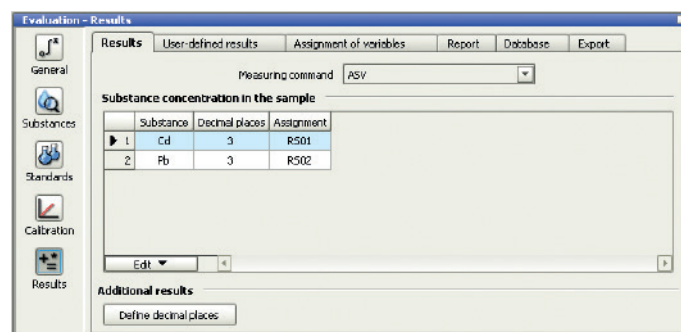 Evaluation - Results
Results User-defined results Assignment of variables Report Database Export
General
Measuring command ASV
Substance concentration in the sample
Substances
Substance Decimal places Assignment
1 Cd 3 RS01
2 Pb 3 RS02
Standards
Calibration
Results
Edit
Additional results
Define decimal places